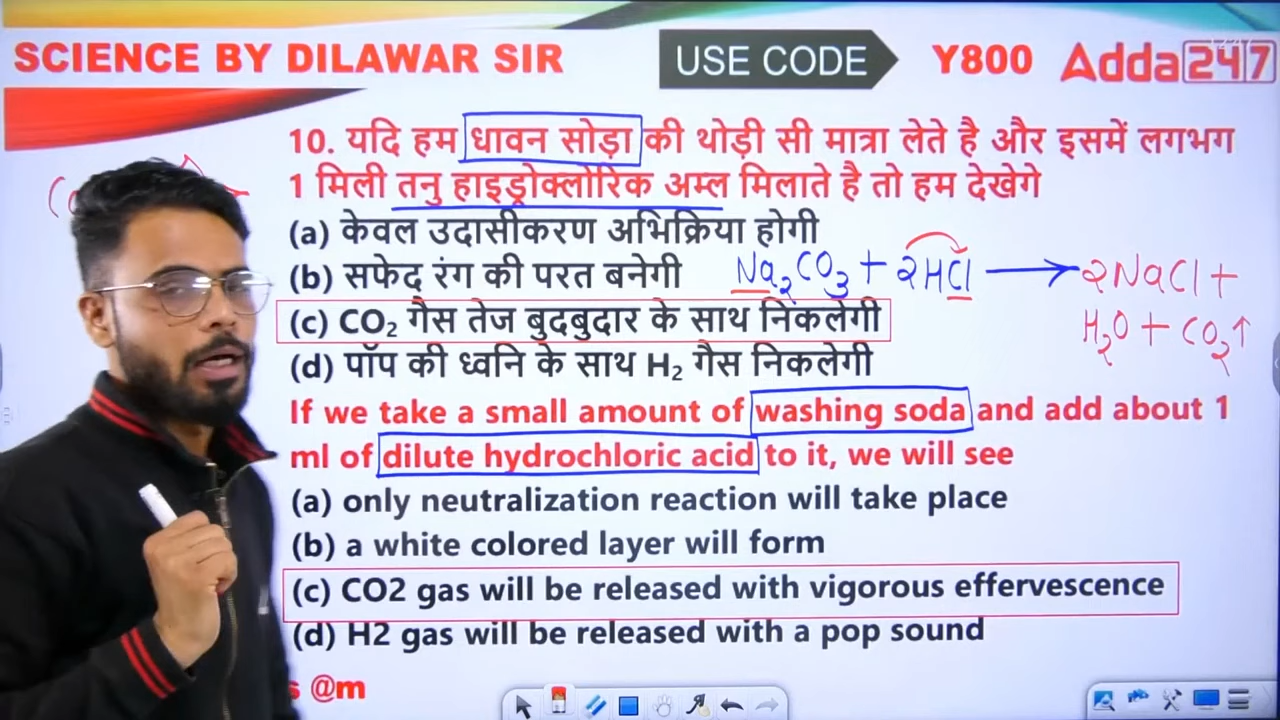 SCIENCE BY DILAWAR SIR
USE CODE
Y800
Adda247
10. यदि हम धावन सोड़ा की थोड़ी सी मात्रा लेते है और इसमें लगभग
1 मिली तनु हाइड्रोक्लोरिक अम्ल मिलाते है तो हम देखेगे
(a) केवल उदासीकरण अभिक्रिया होगी
(b) सफेद रंग की परत बनेगी
Na₂CO₃ + 2HCl → 2NaCl +
H₂O + CO₂↑
(c) CO₂ गैस तेज बुदबुदार के साथ निकलेगी
(d) पॉप की ध्वनि के साथ H₂ गैस निकलेगी
If we take a small amount of washing soda and add about 1
ml of dilute hydrochloric acid to it, we will see
(a) only neutralization reaction will take place
(b) a white colored layer will form
(c) CO2 gas will be released with vigorous effervescence
(d) H2 gas will be released with a pop sound
s @m